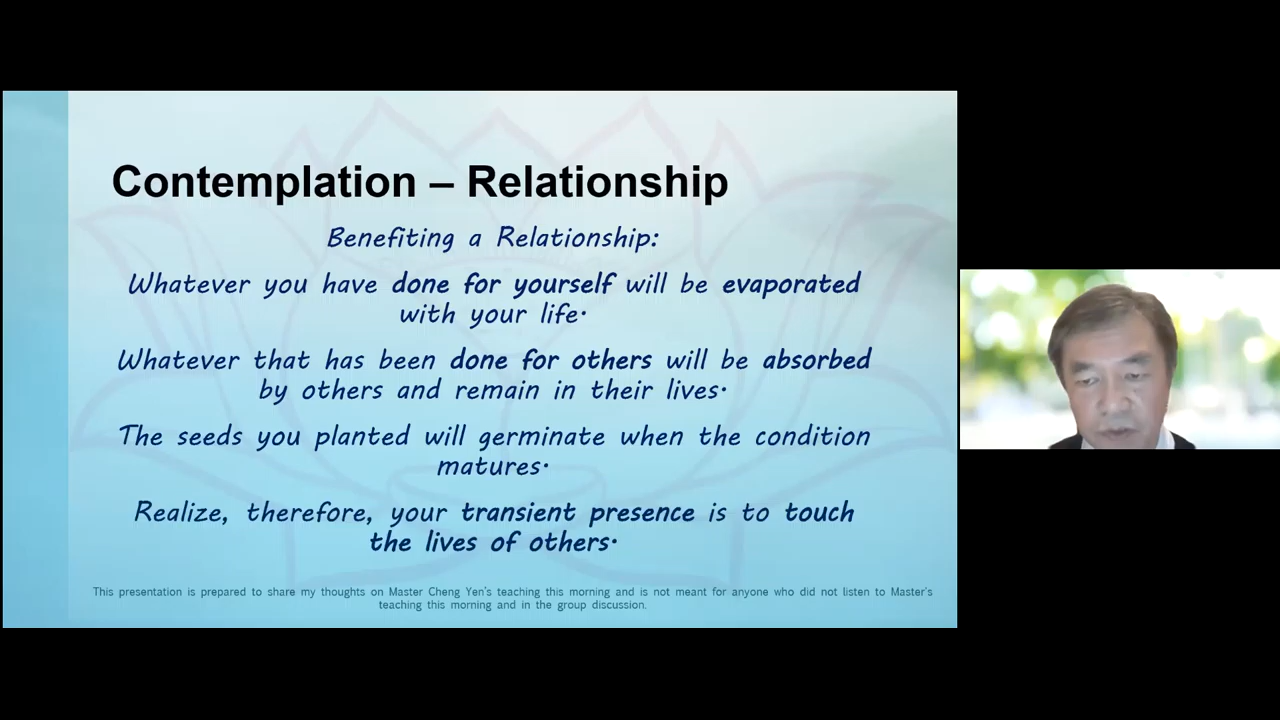 Contemplation – Relationship
Benefiting a Relationship:
Whatever you have done for yourself will be evaporated
with your life.
Whatever that has been done for others will be absorbed
by others and remain in their lives.
The seeds you planted will germinate when the condition
matures.
Realize, therefore, your transient presence is to touch
the lives of others.
This presentation is prepared to share my thoughts on Master Cheng Yen's teaching this morning and is not meant for anyone who did not listen to Master's
teaching this morning and in the group discussion.